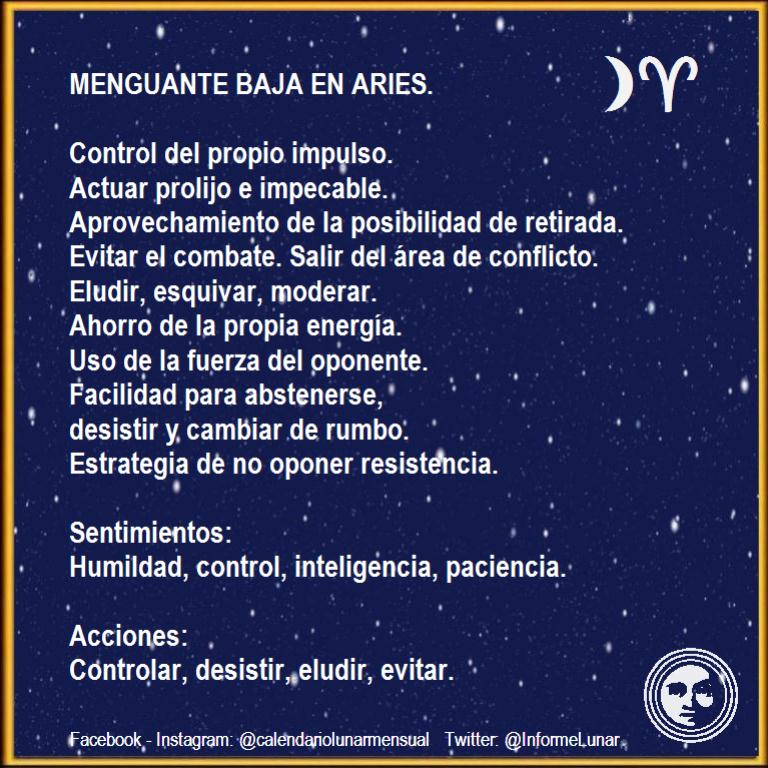 MENGUANTE BAJA EN ARIES.
Control del propio impulso.
Actuar prolijo e impecable.
Aprovechamiento de la posibilidad de retirada.
Evitar el combate. Salir del área de conflicto.
Eludir, esquivar, moderar.
Ahorro de la propia energía.
Uso de la fuerza del oponente.
Facilidad para abstenerse,
desistir y cambiar de rumbo.
Estrategia de no oponer resistencia.
Sentimientos:
Humildad, control, inteligencia, paciencia.
Acciones:
Controlar, desistir, eludir, evitar.
Facebook - Instagram: @calendariolunarmensual Twitter: @InformeLunar